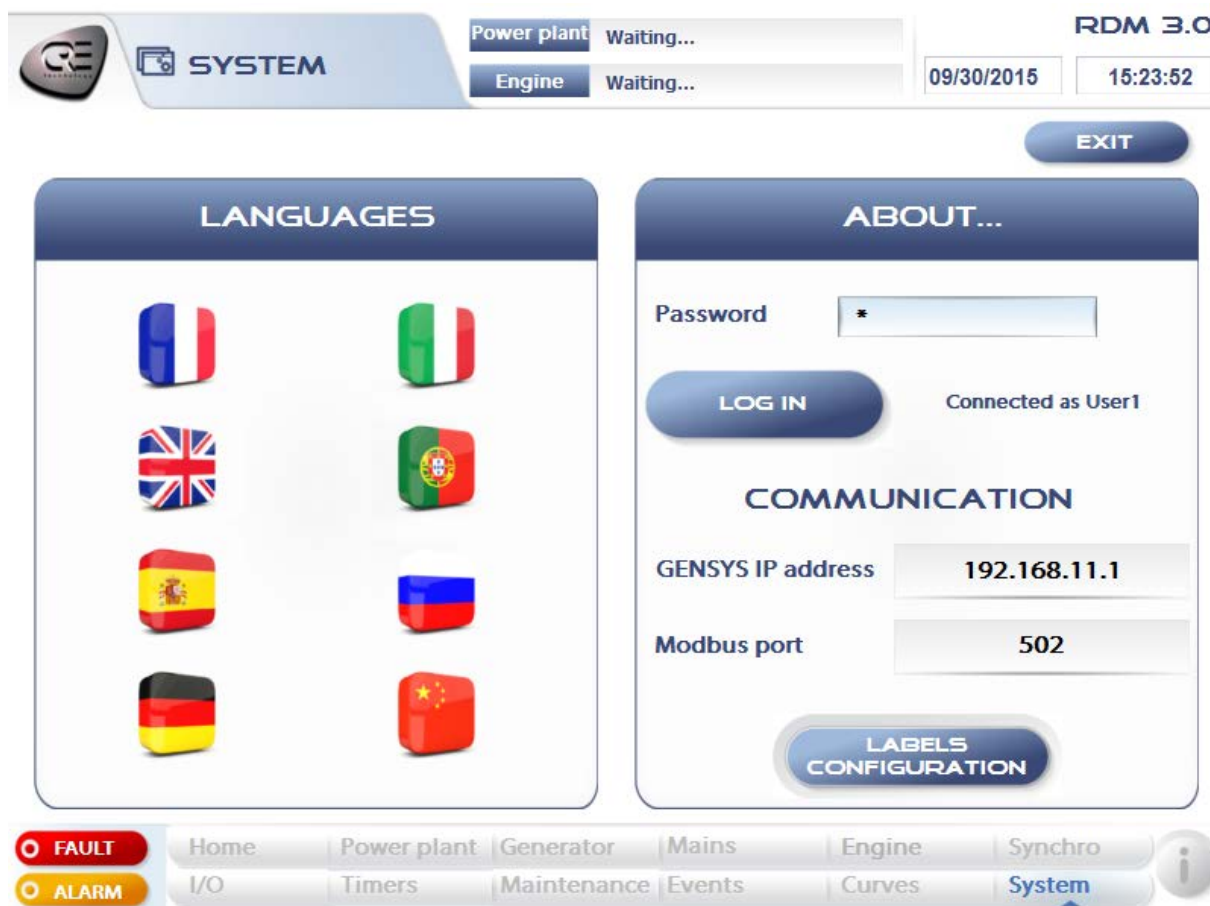 CRE
TECHNOLOGY
SYSTEM
Power plant Waiting...
Engine Waiting...
RDM 3.0
09/30/2015 15:23:52
EXIT
LANGUAGES
ABOUT...
Password *
LOG IN Connected as User1
COMMUNICATION
GENSYS IP address 192.168.11.1
Modbus port 502
LABELS
CONFIGURATION
FAULT Home Power plant Generator Mains Engine Synchro
ALARM I/O Timers Maintenance Events Curves System
i